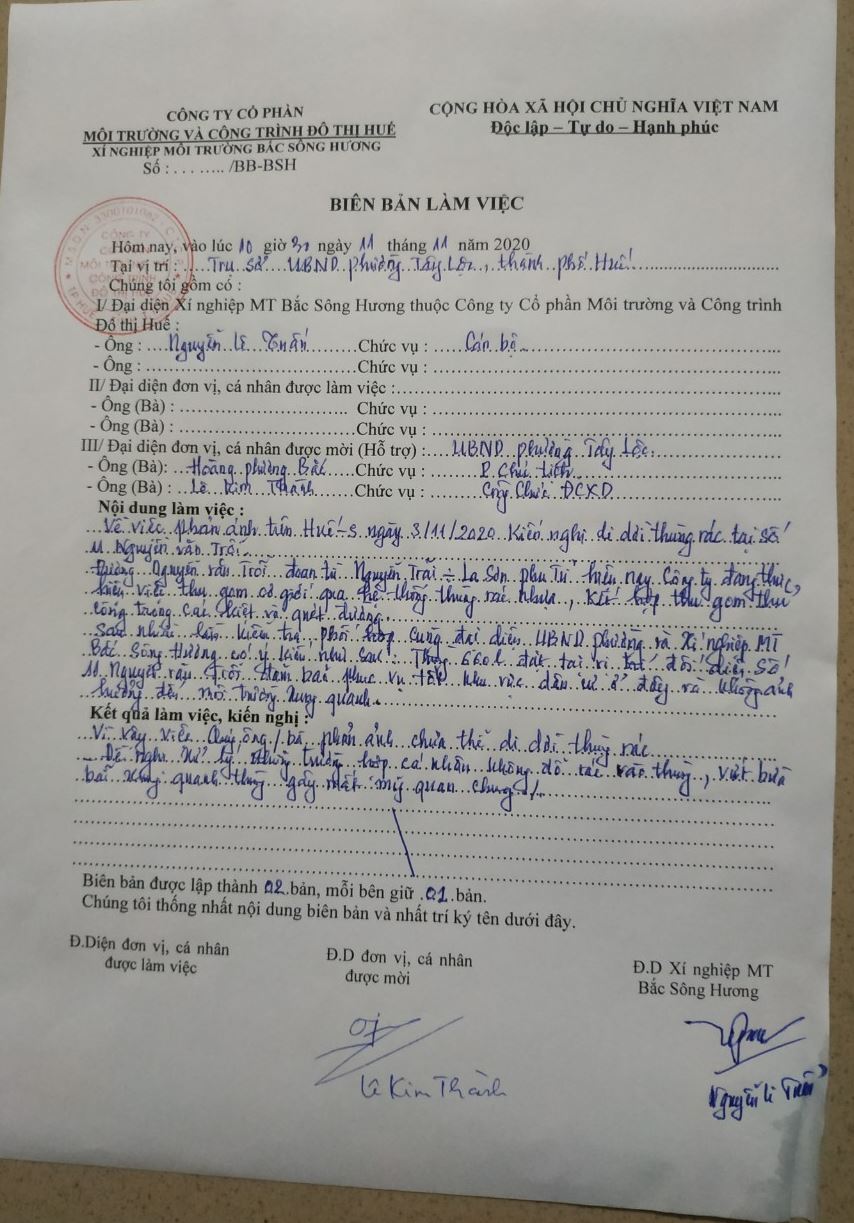 CÔNG TY CỔ PHẦN
MÔI TRƯỜNG VÀ CÔNG TRÌNH ĐÔ THỊ HUẾ
XÍ NGHIỆP MÔI TRƯỜNG BẮC SÔNG HƯƠNG
Số : . . . ….. /BB-BSH
CỘNG HÒA XÃ HỘI CHỦ NGHĨA VIỆT NAM
Độc lập – Tự do – Hạnh phúc
BIÊN BẢN LÀM VIỆC
Hôm nay, vào lúc 10 giờ 30 ngày 11 tháng 11 năm 2020
Tại vị trí : Trụ sở UBND phường Tây Lộc, thành phố Huế
Chúng tôi gồm có :
I/ Đại diện Xí nghiệp MT Bắc Sông Hương thuộc Công ty Cổ phần Môi trường và Công trình
Đô thị Huế :
- Ông : Nguyễn Lê Tuấn Chức vụ : Cán bộ
- Ông : Chức vụ :
II/ Đại diện đơn vị, cá nhân được làm việc :
- Ông (Bà) : Chức vụ :
- Ông (Bà) : Chức vụ :
III/ Đại diện đơn vị, cá nhân được mời (Hỗ trợ) : UBND phường Tây Lộc
- Ông (Bà): Hoàng Phương Bắc Chức vụ : P. Chủ tịch
- Ông (Bà) : Lê Kim Thành Chức vụ : Công Chức ĐCXD
Nội dung làm việc :
Về việc phản ánh trên Huế-S ngày 3/11/2020 kiến nghị di dời thùng rác tại số
11 Nguyễn Văn Trỗi
Đường Nguyễn Văn Trỗi đoạn từ Nguyễn Trãi ÷ La Sơn Phu Tử hiện nay Công ty đang thực
hiện việc thu gom cơ giới qua hệ thống thùng rác nhựa, kết hợp thu gom thủ
công trong các kiệt và quét đường.
Sau nhiều lần kiểm tra, phối hợp cùng đại diện UBND phường và Xí nghiệp MT
Bắc Sông Hương có ý kiến như sau: Thùng 660L đặt tại vị trí đối diện số
11 Nguyễn Văn Trỗi đảm bảo phục vụ tốt khu vực dân cư ở đây và không ảnh
hưởng đến môi trường xung quanh.
Kết quả làm việc, kiến nghị :
Vì vậy việc Quý ông/bà phản ánh chưa thể di dời thùng rác
Đề nghị xử lý những trường hợp cá nhân không đổ rác vào thùng, vứt bừa
bãi xung quanh thùng gây mất mỹ quan chung./.
Biên bản được lập thành 02 bản, mỗi bên giữ 01 bản.
Chúng tôi thống nhất nội dung biên bản và nhất trí ký tên dưới đây.
Đ.Diện đơn vị, cá nhân
được làm việc
Đ.D đơn vị, cá nhân
được mời
Đ.D Xí nghiệp MT
Bắc Sông Hương
Lê Kim Thành
Nguyễn Lê Tuấn